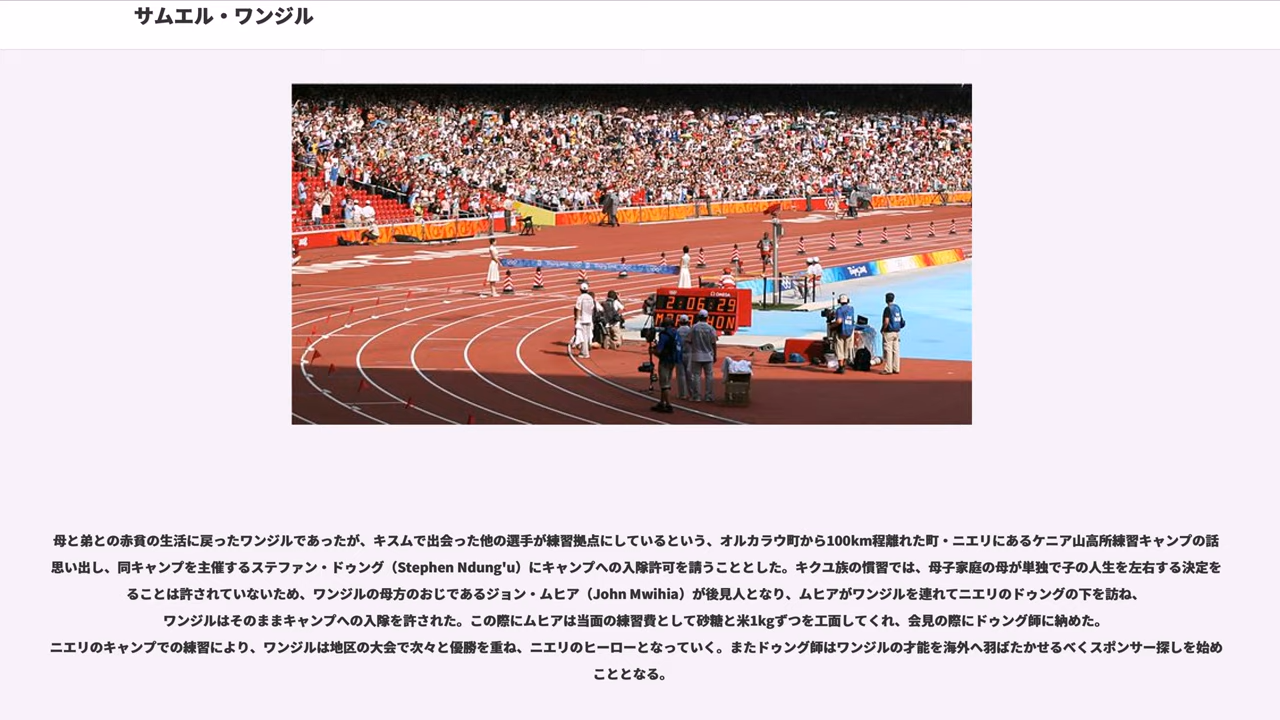 サムエル・ワンジル
OMEGA
2:06:29
MARATHON
母と弟との赤貧の生活に戻ったワンジルであったが、キスムで出会った他の選手が練習拠点にしているという、オルカラウ町から100km程離れた町・ニエリにあるケニア山高所練習キャンプの話
思い出し、同キャンプを主催するステファン・ドゥング（Stephen Ndung'u）にキャンプへの入隊許可を請うこととした。キクユ族の慣習では、母子家庭の母が単独で子の人生を左右する決定を
ることは許されていないため、ワンジルの母方のおじであるジョン・ムヒア（John Mwihia）が後見人となり、ムヒアがワンジルを連れてニエリのドゥングの下を訪ね、
ワンジルはそのままキャンプへの入隊を許された。この際にムヒアは当面の練習費として砂糖と米1kgずつを工面してくれ、会見の際にドゥング師に納めた。
ニエリのキャンプでの練習により、ワンジルは地区の大会で次々と優勝を重ね、ニエリのヒーローとなっていく。またドゥング師はワンジルの才能を海外へ羽ばたかせるべくスポンサー探しを始め
こととなる。